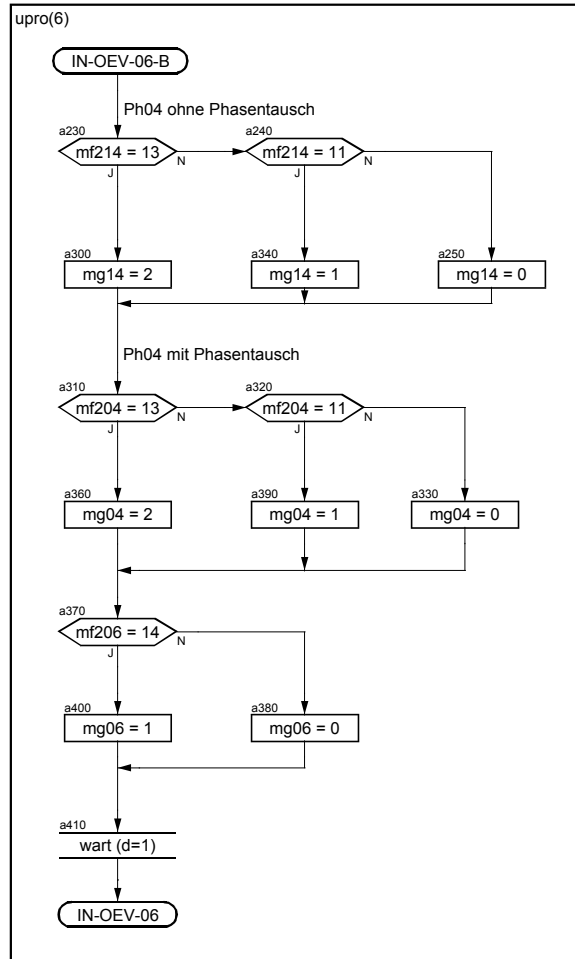 upro(6)
IN-OEV-06-B
Ph04 ohne Phasentausch
a230
a240
mf214 = 13
N
mf214 = 11
N
J
J
a300
a340
a250
mg14 = 2
mg14 = 1
mg14 = 0
Ph04 mit Phasentausch
a310
a320
mf204 = 13
N
mf204 = 11
N
J
J
a360
a390
a330
mg04 = 2
mg04 = 1
mg04 = 0
a370
mf206 = 14
N
J
a400
a380
mg06 = 1
mg06 = 0
a410
wart (d=1)
IN-OEV-06